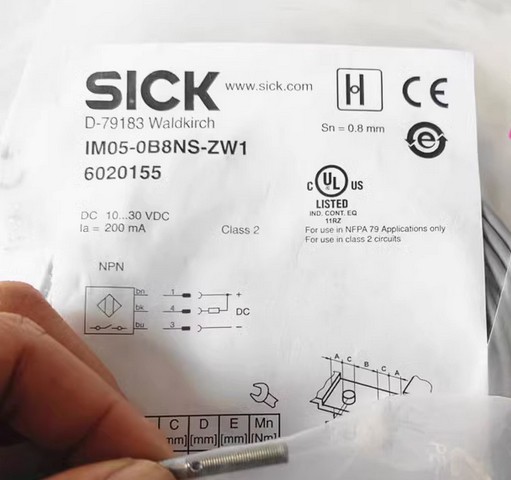 SICK
www.sick.com
H
CE
D-79183 Waldkirch
Sn = 0.8 mm
IM05-0B8NS-ZW1
6020155
e
C UL US
LISTED
IND. CONT. EQ
11RZ
DC 10...30 VDC
Ia = 200 mA
Class 2
For use in NFPA 79 Applications only
For use in class 2 circuits
NPN
bn 1 +
bk 4 DC
bu 3 −
A C B C A
C D E Mn
[mm] [mm] [Nm]